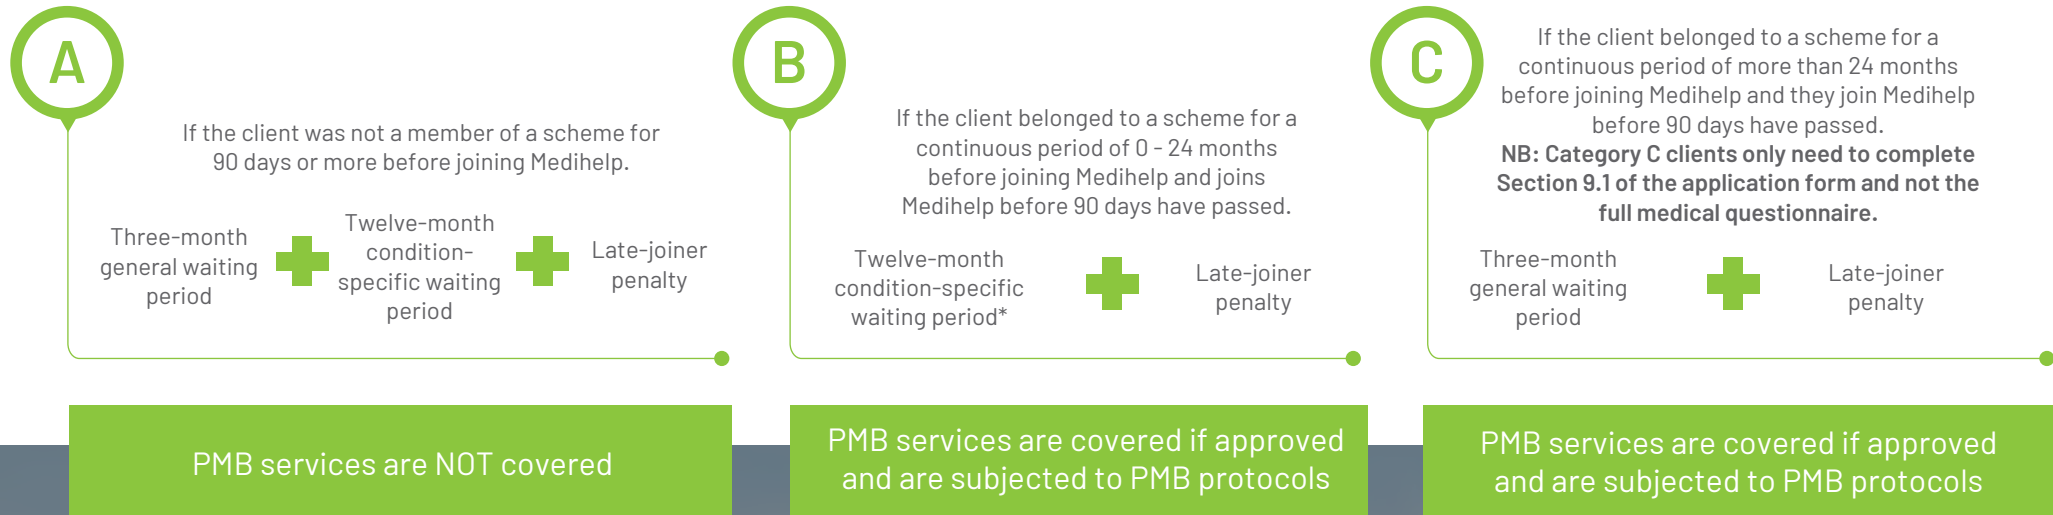 A
If the client was not a member of a scheme for
90 days or more before joining Medihelp.
Three-month
general waiting
period
Twelve-month
condition-
specific waiting
period
Late-joiner
penalty
PMB services are NOT covered
B
If the client belonged to a scheme for a
continuous period of 0 - 24 months
before joining Medihelp and joins
Medihelp before 90 days have passed.
Twelve-month
condition-specific
waiting period*
Late-joiner
penalty
PMB services are covered if approved
and are subjected to PMB protocols
C
If the client belonged to a scheme for a
continuous period of more than 24 months
before joining Medihelp and they join Medihelp
before 90 days have passed.
NB: Category C clients only need to complete
Section 9.1 of the application form and not the
full medical questionnaire.
Three-month
general waiting
period
Late-joiner
penalty
PMB services are covered if approved
and are subjected to PMB protocols